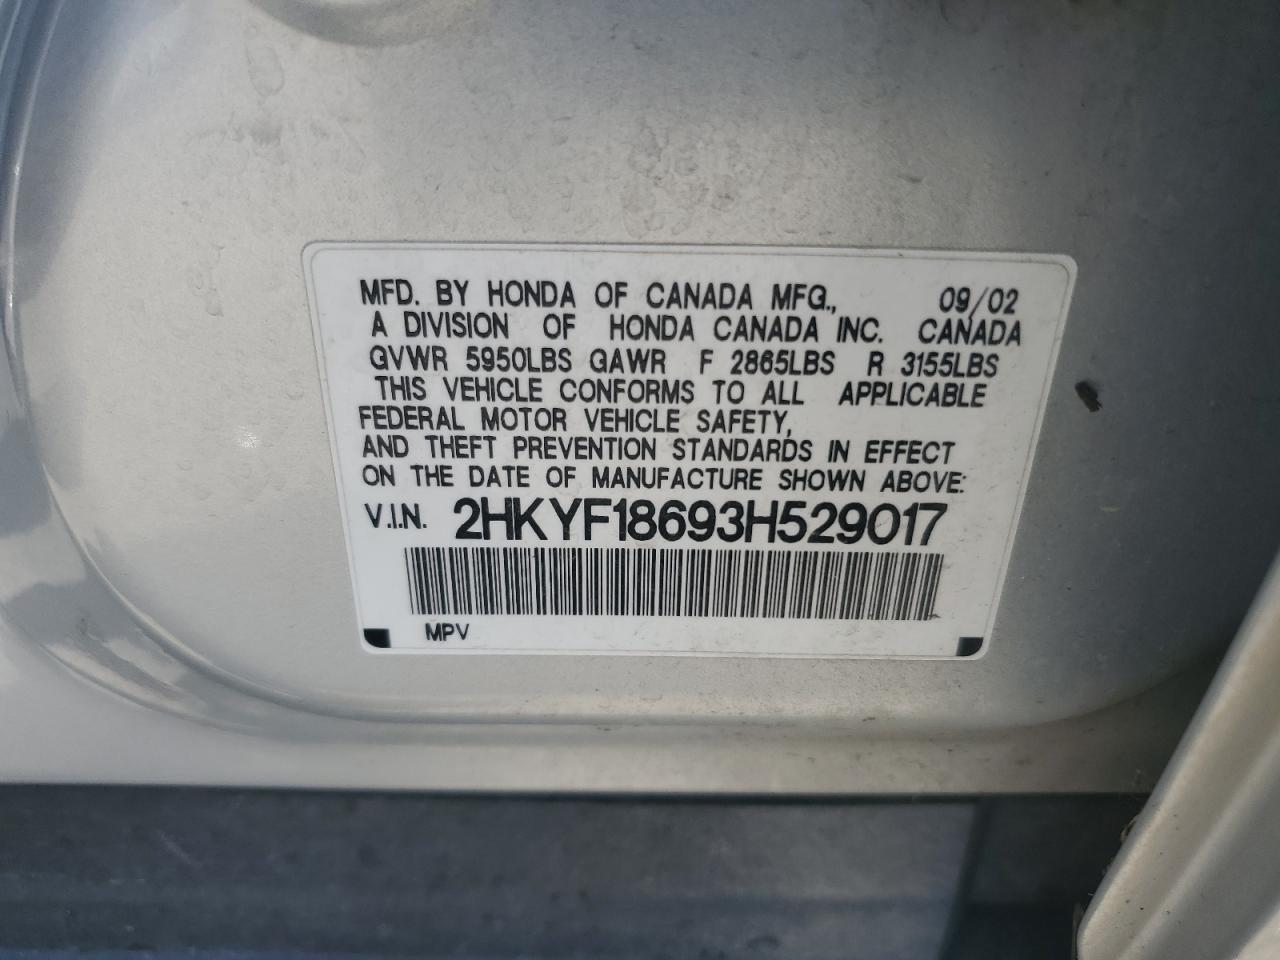 MFD. BY HONDA OF CANADA MFG., 09/02
A DIVISION OF HONDA CANADA INC. CANADA
GVWR 5950LBS GAWR F 2865LBS R 3155LBS
THIS VEHICLE CONFORMS TO ALL APPLICABLE
FEDERAL MOTOR VEHICLE SAFETY,
AND THEFT PREVENTION STANDARDS IN EFFECT
ON THE DATE OF MANUFACTURE SHOWN ABOVE:
V.I.N. 2HKYF18693H529017
MPV